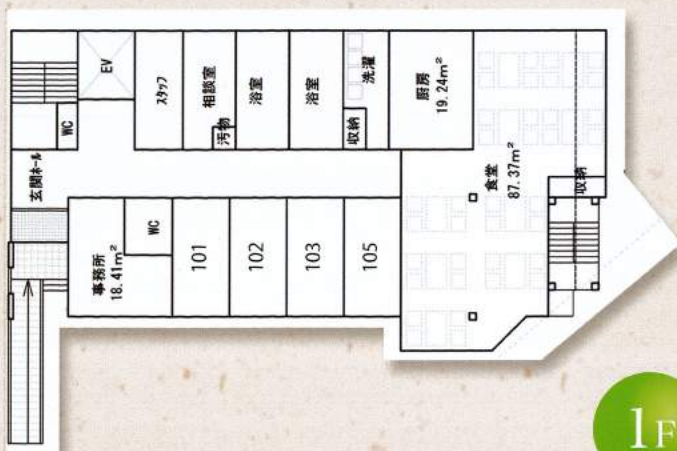 EV
スタッフ
相談室
汚物
浴室
浴室
洗濯
収納
厨房
19.24m²
WC
玄関ホール
食堂
87.37m²
収納
事務所
18.41m²
WC
101
102
103
105
1F